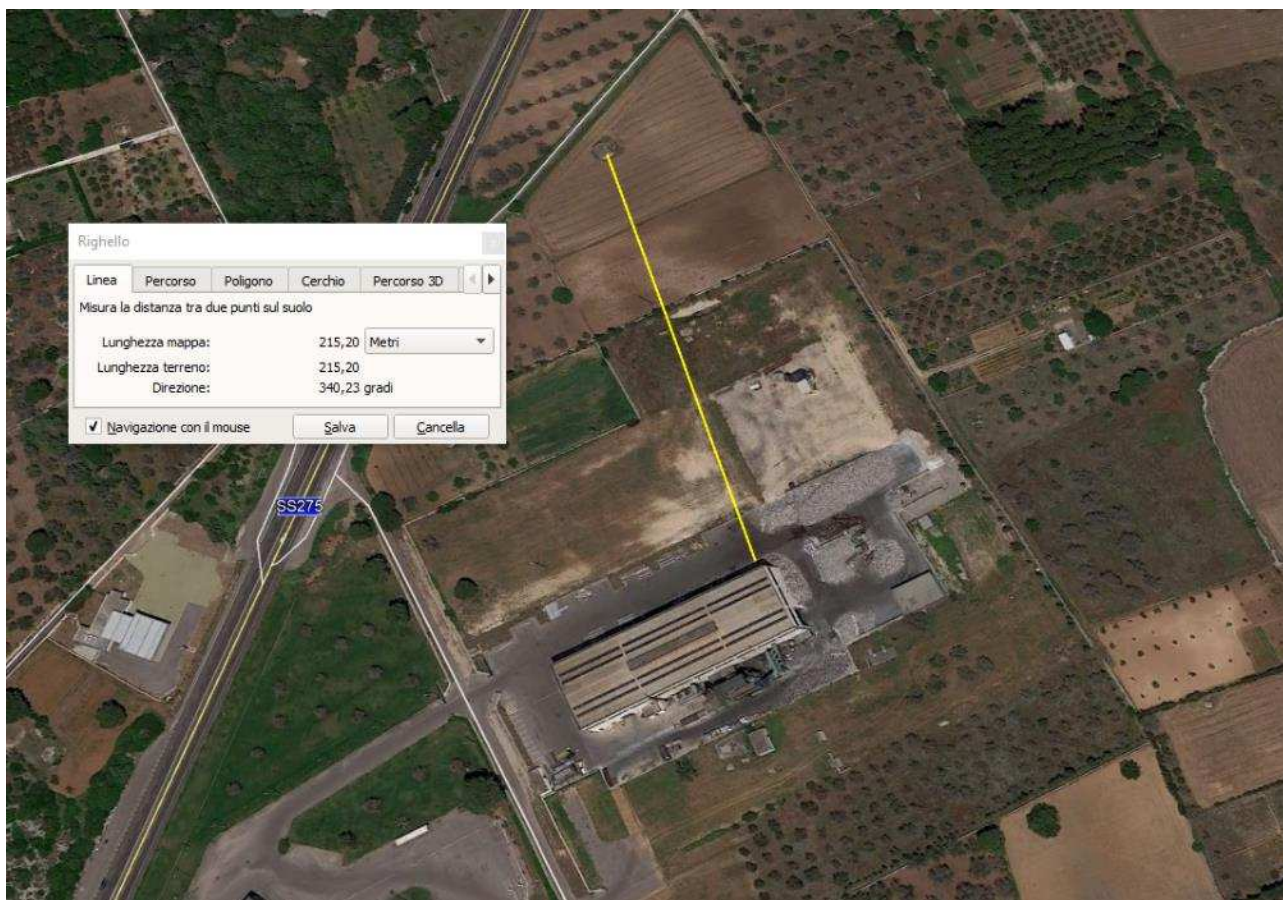 Righello
Linea Percorso Poligono Cerchio Percorso 3D
Misura la distanza tra due punti sul suolo
Lunghezza mappa: 215,20 Metri
Lunghezza terreno: 215,20
Direzione: 340,23 gradi
Navigazione con il mouse Salva Cancella
SS275